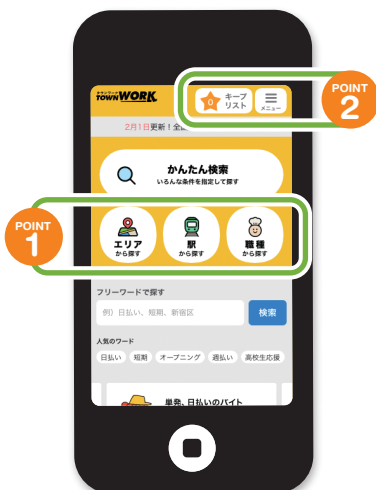 タウンワーク
TOWNWORK
0
キープ
リスト
メニュー
POINT
2
2月1日更新！全
かんたん検索
いろんな条件を指定して探す
POINT
1
エリア
から探す
駅
から探す
職種
から探す
フリーワードで探す
例）日払い、短期、新宿区
検索
人気のワード
日払い
短期
オープニング
週払い
高校生応援
単発、日払いのバイト